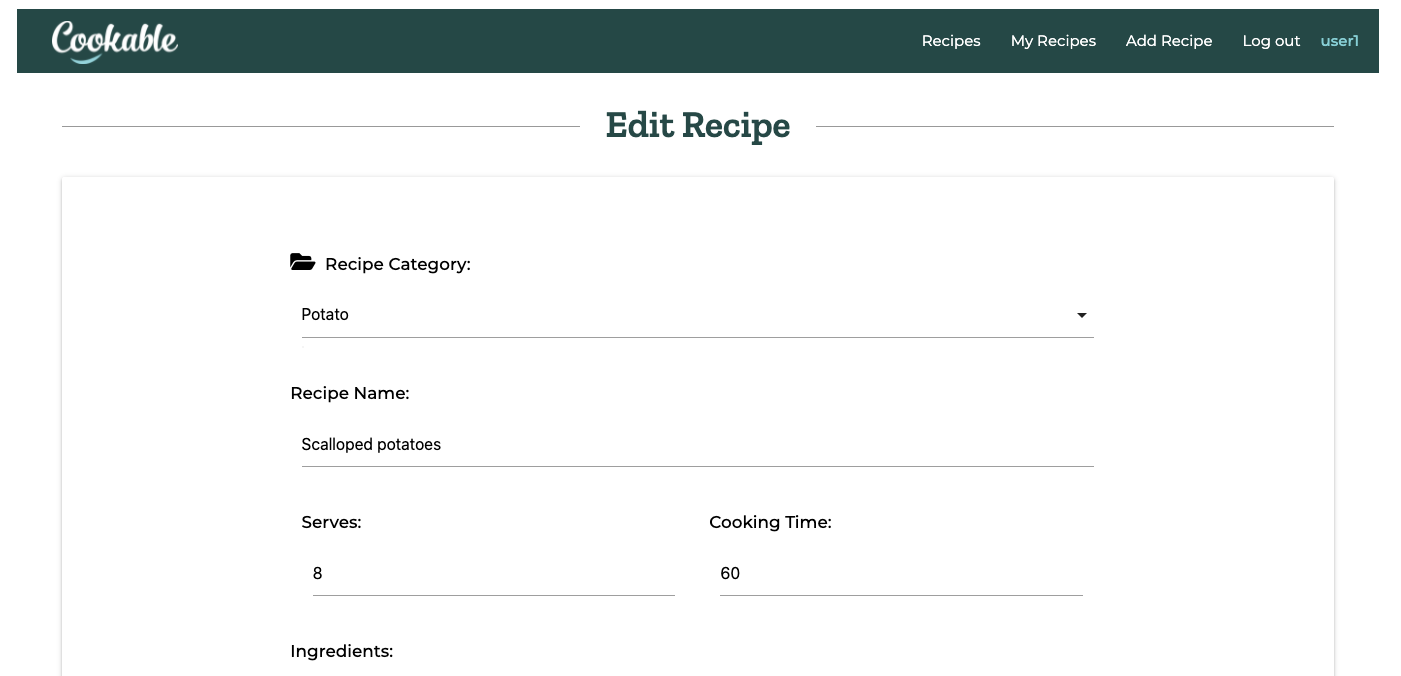 Cookable
Recipes My Recipes Add Recipe Log out user1
Edit Recipe
Recipe Category:
Potato
Recipe Name:
Scalloped potatoes
Serves: Cooking Time:
8 60
Ingredients: